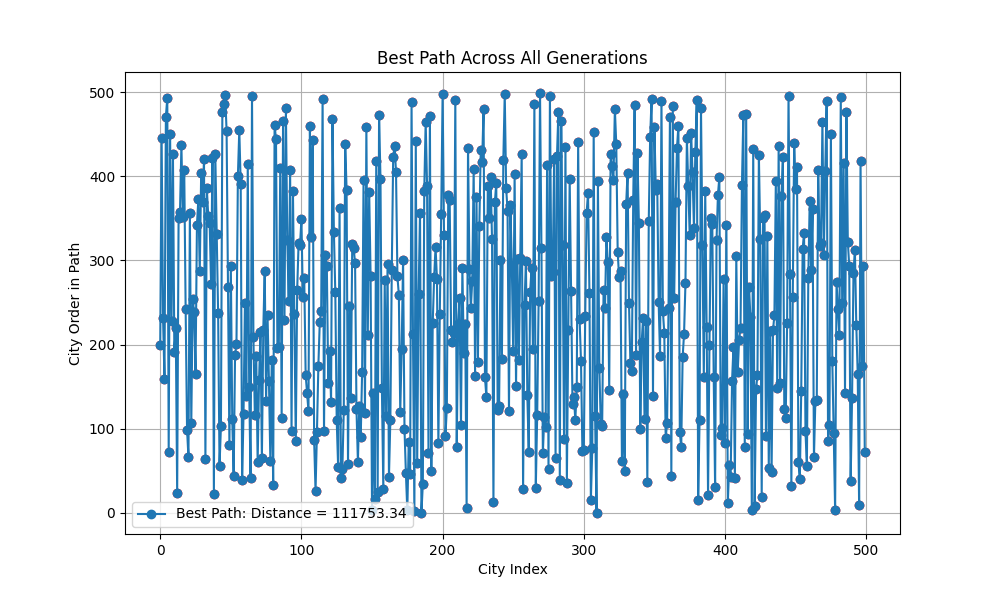 Best Path Across All Generations
City Order in Path
500
400
300
200
100
0
Best Path: Distance = 111753.34
0 100 200 300 400 500
City Index